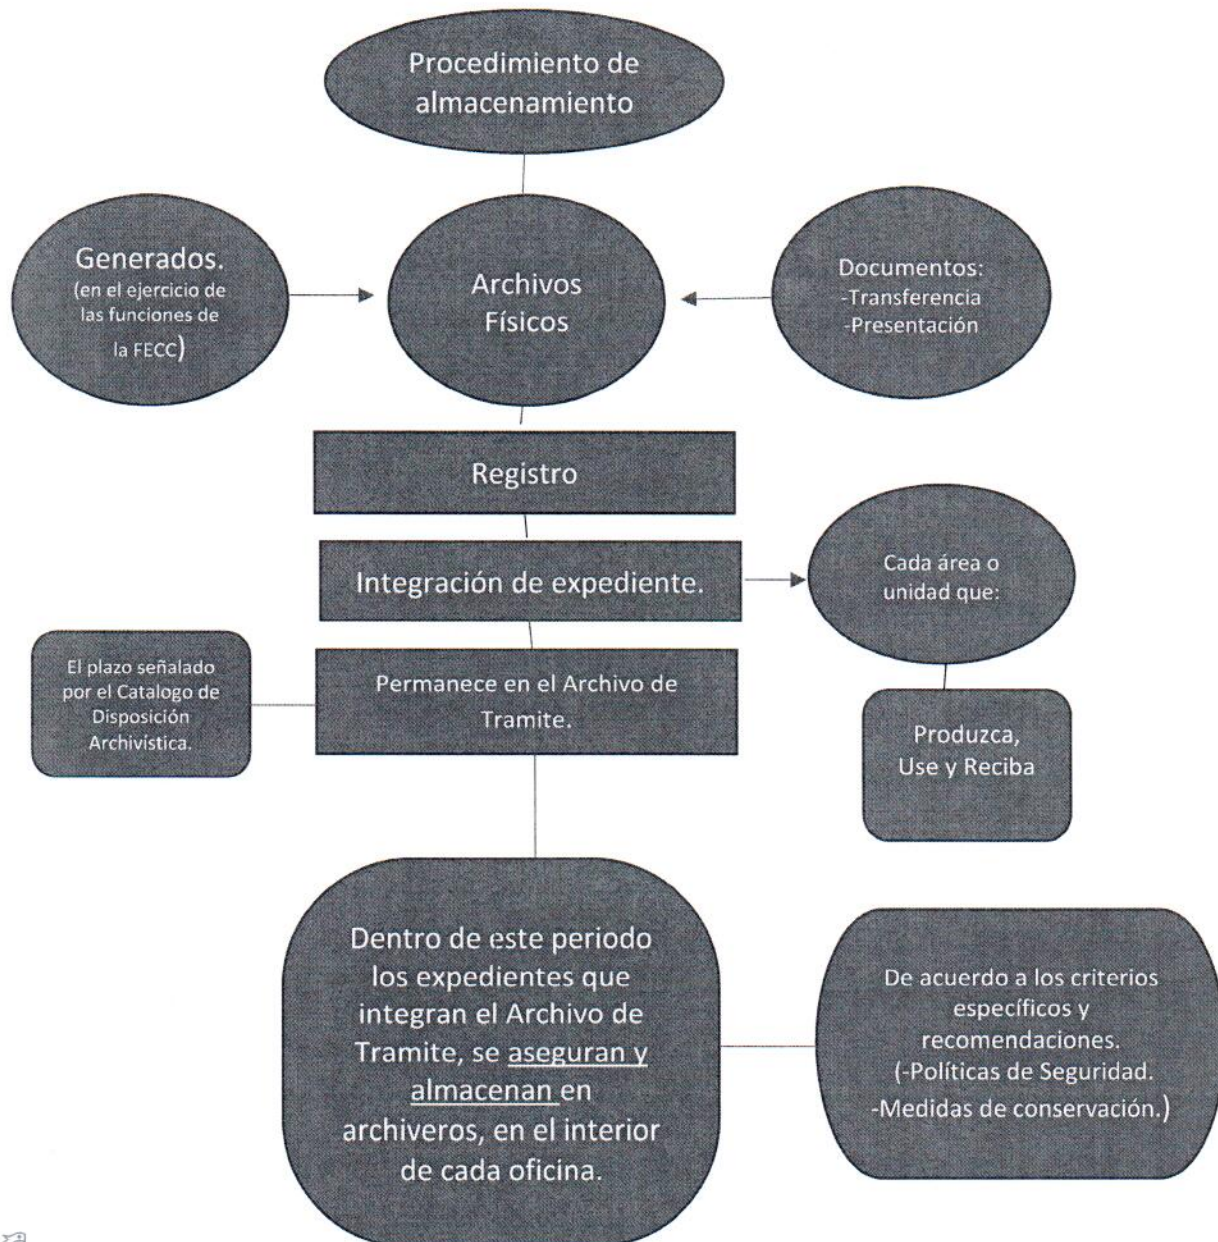 Procedimiento de
almacenamiento
Generados.
(en el ejercicio de
las funciones de
la FECC)
Archivos
Físicos
Documentos:
-Transferencia
-Presentación
Registro
Integración de expediente.
Cada área o
unidad que:
El plazo señalado
por el Catalogo de
Disposición
Archivística.
Permanece en el Archivo de
Tramite.
Produzca,
Use y Reciba
Dentro de este periodo
los expedientes que
integran el Archivo de
Tramite, se aseguran y
almacenan en
archiveros, en el interior
de cada oficina.
De acuerdo a los criterios
específicos y
recomendaciones.
(-Políticas de Seguridad.
-Medidas de conservación.)